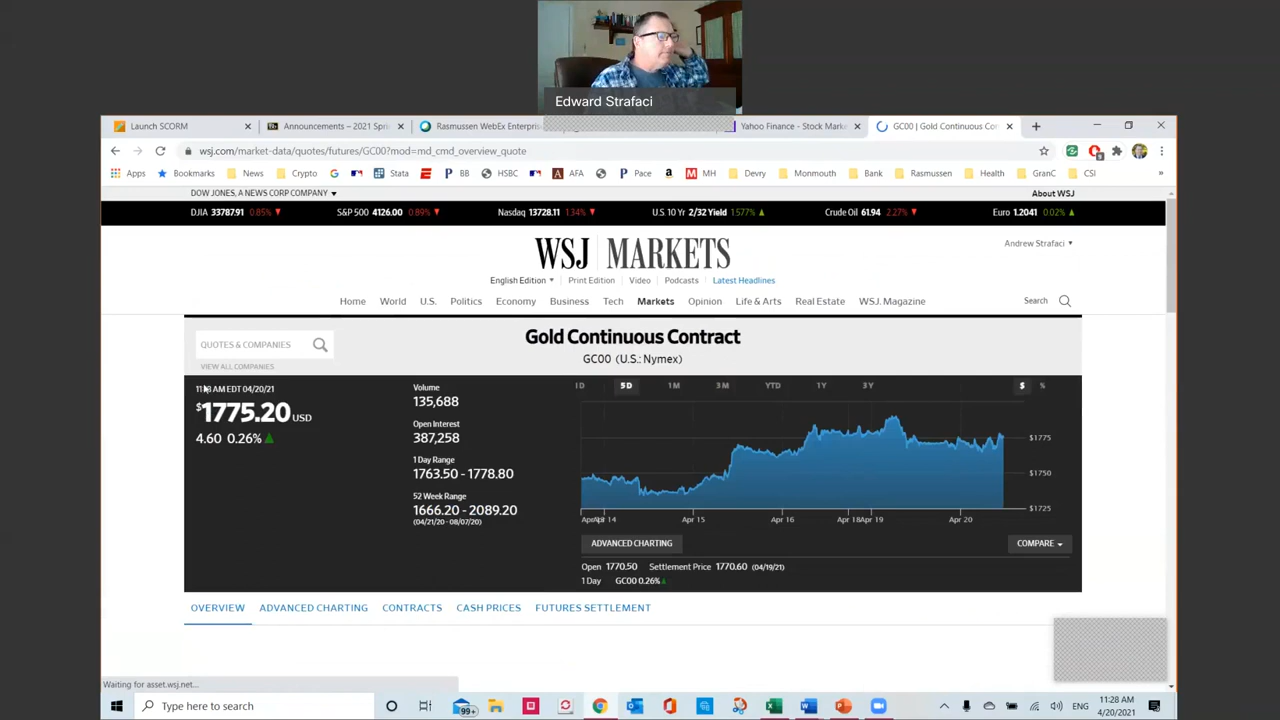 Edward Strafaci
Launch SCORM
Announcements – 2021 Spri
Rasmussen WebEx Enterpris
Yahoo Finance - Stock Marke
GC00 | Gold Continuous Con
wsj.com/market-data/quotes/futures/GC00?mod=md_cmd_overview_quote
Apps Bookmarks News Crypto Stata BB HSBC AFA Pace MH Devry Monmouth Bank Rasmussen Health GranC CSI
DOW JONES, A NEWS CORP COMPANY
About WSJ
DJIA 33787.91 0.85% S&P 500 4126.00 0.89% Nasdaq 13728.11 1.34% U.S. 10 Yr 2/32 Yield 1.577% Crude Oil 61.94 2.27% Euro 1.2041 0.02%
WSJ MARKETS
Andrew Strafaci
English Edition Print Edition Video Podcasts Latest Headlines
Home World U.S. Politics Economy Business Tech Markets Opinion Life & Arts Real Estate WSJ. Magazine Search
QUOTES & COMPANIES
VIEW ALL COMPANIES
Gold Continuous Contract
GC00 (U.S.: Nymex)
AM EDT 04/20/21
$1775.20 USD
4.60 0.26%
Volume
135,688
Open Interest
387,258
1 Day Range
1763.50 - 1778.80
52 Week Range
1666.20 - 2089.20
(04/21/20 - 08/07/20)
1D 5D 1M 3M YTD 1Y 3Y $ %
$1775
$1750
$1725
Apr 14 Apr 15 Apr 16 Apr 18 Apr 19 Apr 20
ADVANCED CHARTING
COMPARE
Open 1770.50 Settlement Price 1770.60 (04/19/21)
1 Day GC00 0.26%
OVERVIEW ADVANCED CHARTING CONTRACTS CASH PRICES FUTURES SETTLEMENT
Waiting for asset.wsj.net...
Type here to search
99+
ENG
11:28 AM
4/20/2021